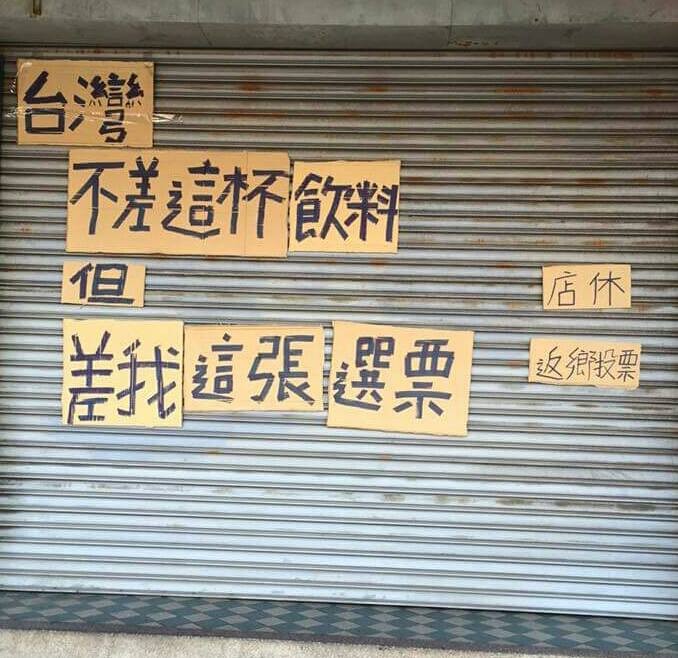 台灣
不差這杯飲料
但
差我這張選票
店休
返鄉投票